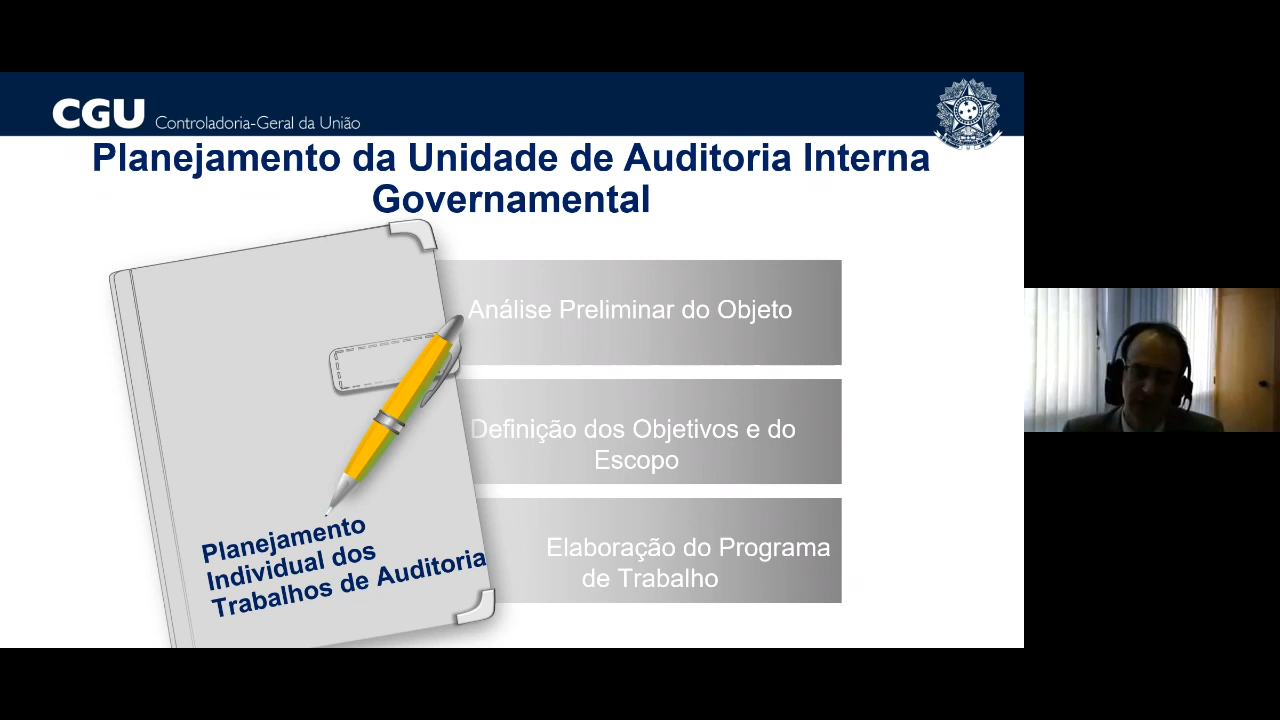 CGU Controladoria-Geral da União
Planejamento da Unidade de Auditoria Interna
Governamental
Análise Preliminar do Objeto
Definição dos Objetivos e do
Escopo
Elaboração do Programa
de Trabalho
Planejamento
Individual dos
Trabalhos de Auditoria